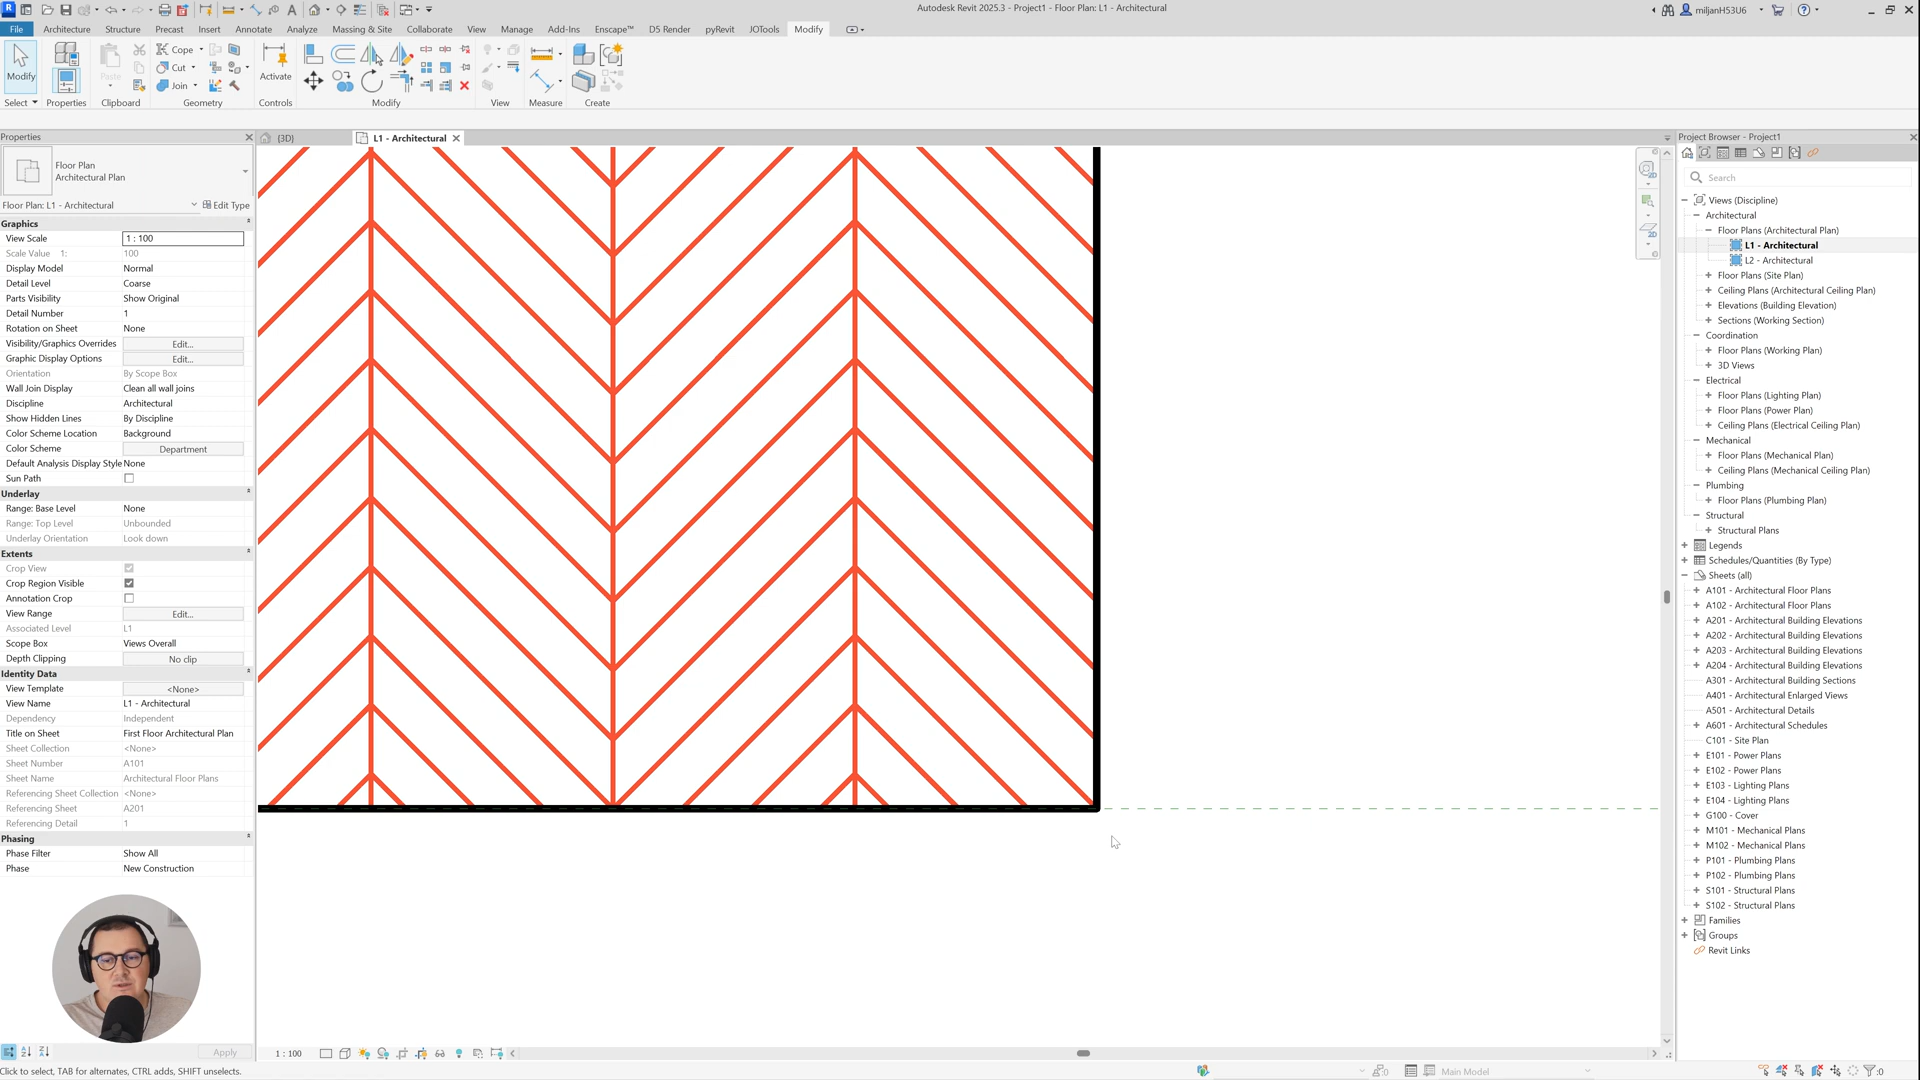 Autodesk Revit 2025.3 - Project1 - Floor Plan: L1 - Architectural
miljanH53U6
File
Architecture
Structure
Precast
Insert
Annotate
Analyze
Massing & Site
Collaborate
View
Manage
Add-Ins
Enscape™
D5 Render
pyRevit
JOTools
Modify
Modify
Paste
Cope
Cut
Join
Activate
Select
Properties
Clipboard
Geometry
Controls
Modify
View
Measure
Create
Properties
{3D}
L1 - Architectural
Project Browser - Project1
Floor Plan
Architectural Plan
Floor Plan: L1 - Architectural
Edit Type
Graphics
View Scale 1 : 100
Scale Value 1: 100
Display Model Normal
Detail Level Coarse
Parts Visibility Show Original
Detail Number 1
Rotation on Sheet None
Visibility/Graphics Overrides Edit...
Graphic Display Options Edit...
Orientation By Scope Box
Wall Join Display Clean all wall joins
Discipline Architectural
Show Hidden Lines By Discipline
Color Scheme Location Background
Color Scheme Department
Default Analysis Display Style None
Sun Path
Underlay
Range: Base Level None
Range: Top Level Unbounded
Underlay Orientation Look down
Extents
Crop View
Crop Region Visible
Annotation Crop
View Range Edit...
Associated Level L1
Scope Box Views Overall
Depth Clipping No clip
Identity Data
View Template <None>
View Name L1 - Architectural
Dependency Independent
Title on Sheet First Floor Architectural Plan
Sheet Collection <None>
Sheet Number A101
Sheet Name Architectural Floor Plans
Referencing Sheet Collection <None>
Referencing Sheet A201
Referencing Detail 1
Phasing
Phase Filter Show All
Phase New Construction
Apply
Search
Views (Discipline)
Architectural
Floor Plans (Architectural Plan)
L1 - Architectural
L2 - Architectural
Floor Plans (Site Plan)
Ceiling Plans (Architectural Ceiling Plan)
Elevations (Building Elevation)
Sections (Working Section)
Coordination
Floor Plans (Working Plan)
3D Views
Electrical
Floor Plans (Lighting Plan)
Floor Plans (Power Plan)
Ceiling Plans (Electrical Ceiling Plan)
Mechanical
Floor Plans (Mechanical Plan)
Ceiling Plans (Mechanical Ceiling Plan)
Plumbing
Floor Plans (Plumbing Plan)
Structural
Structural Plans
Legends
Schedules/Quantities (By Type)
Sheets (all)
A101 - Architectural Floor Plans
A102 - Architectural Floor Plans
A201 - Architectural Building Elevations
A202 - Architectural Building Elevations
A203 - Architectural Building Elevations
A204 - Architectural Building Elevations
A301 - Architectural Building Sections
A401 - Architectural Enlarged Views
A501 - Architectural Details
A601 - Architectural Schedules
C101 - Site Plan
E101 - Power Plans
E102 - Power Plans
E103 - Lighting Plans
E104 - Lighting Plans
G100 - Cover
M101 - Mechanical Plans
M102 - Mechanical Plans
P101 - Plumbing Plans
P102 - Plumbing Plans
S101 - Structural Plans
S102 - Structural Plans
Families
Groups
Revit Links
1 : 100
Click to select, TAB for alternates, CTRL adds, SHIFT unselects.
:0
Main Model
:0